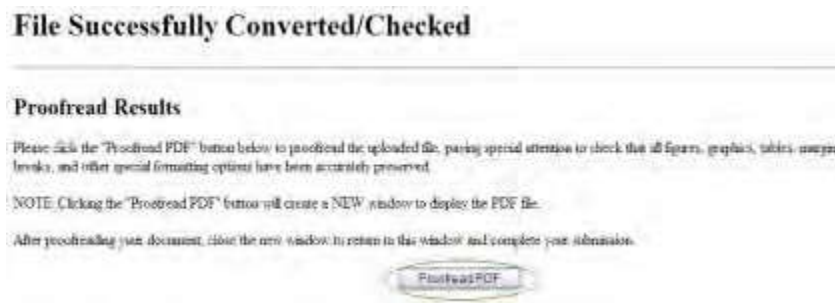 File Successfully Converted/Checked
Proofread Results
Please click the "Proofread PDF" button below to proofread the uploaded file, paying special attention to check that all figures, graphics, tables, margin
breaks, and other special formatting options have been accurately preserved.
NOTE: Clicking the "Proofread PDF" button will create a NEW window to display the PDF file.
After proofreading your document, close the new window to return to this window and complete your submission.
Proofread PDF